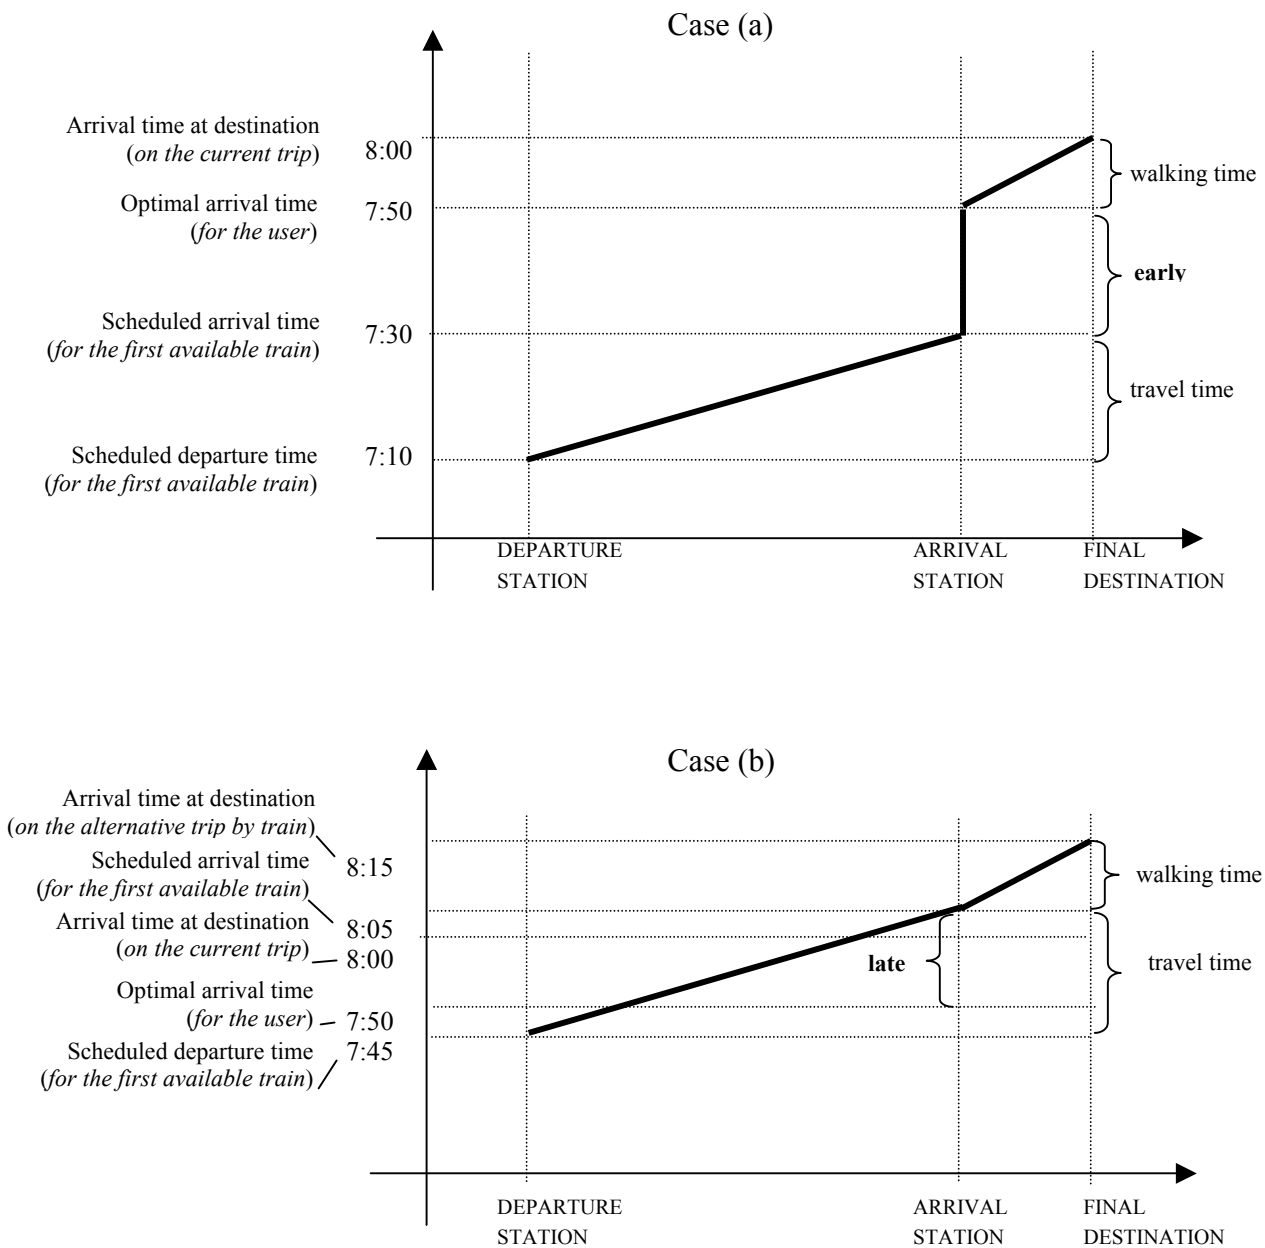 Case (a)
Arrival time at destination
(on the current trip)
8:00
walking time
Optimal arrival time
(for the user)
7:50
early
Scheduled arrival time
(for the first available train)
7:30
travel time
Scheduled departure time
(for the first available train)
7:10
DEPARTURE
STATION
ARRIVAL
STATION
FINAL
DESTINATION
Case (b)
Arrival time at destination
(on the alternative trip by train)
8:15
walking time
Scheduled arrival time
(for the first available train)
8:05
Arrival time at destination
(on the current trip)
8:00
late
travel time
Optimal arrival time
(for the user)
7:50
Scheduled departure time
(for the first available train)
7:45
DEPARTURE
STATION
ARRIVAL
STATION
FINAL
DESTINATION